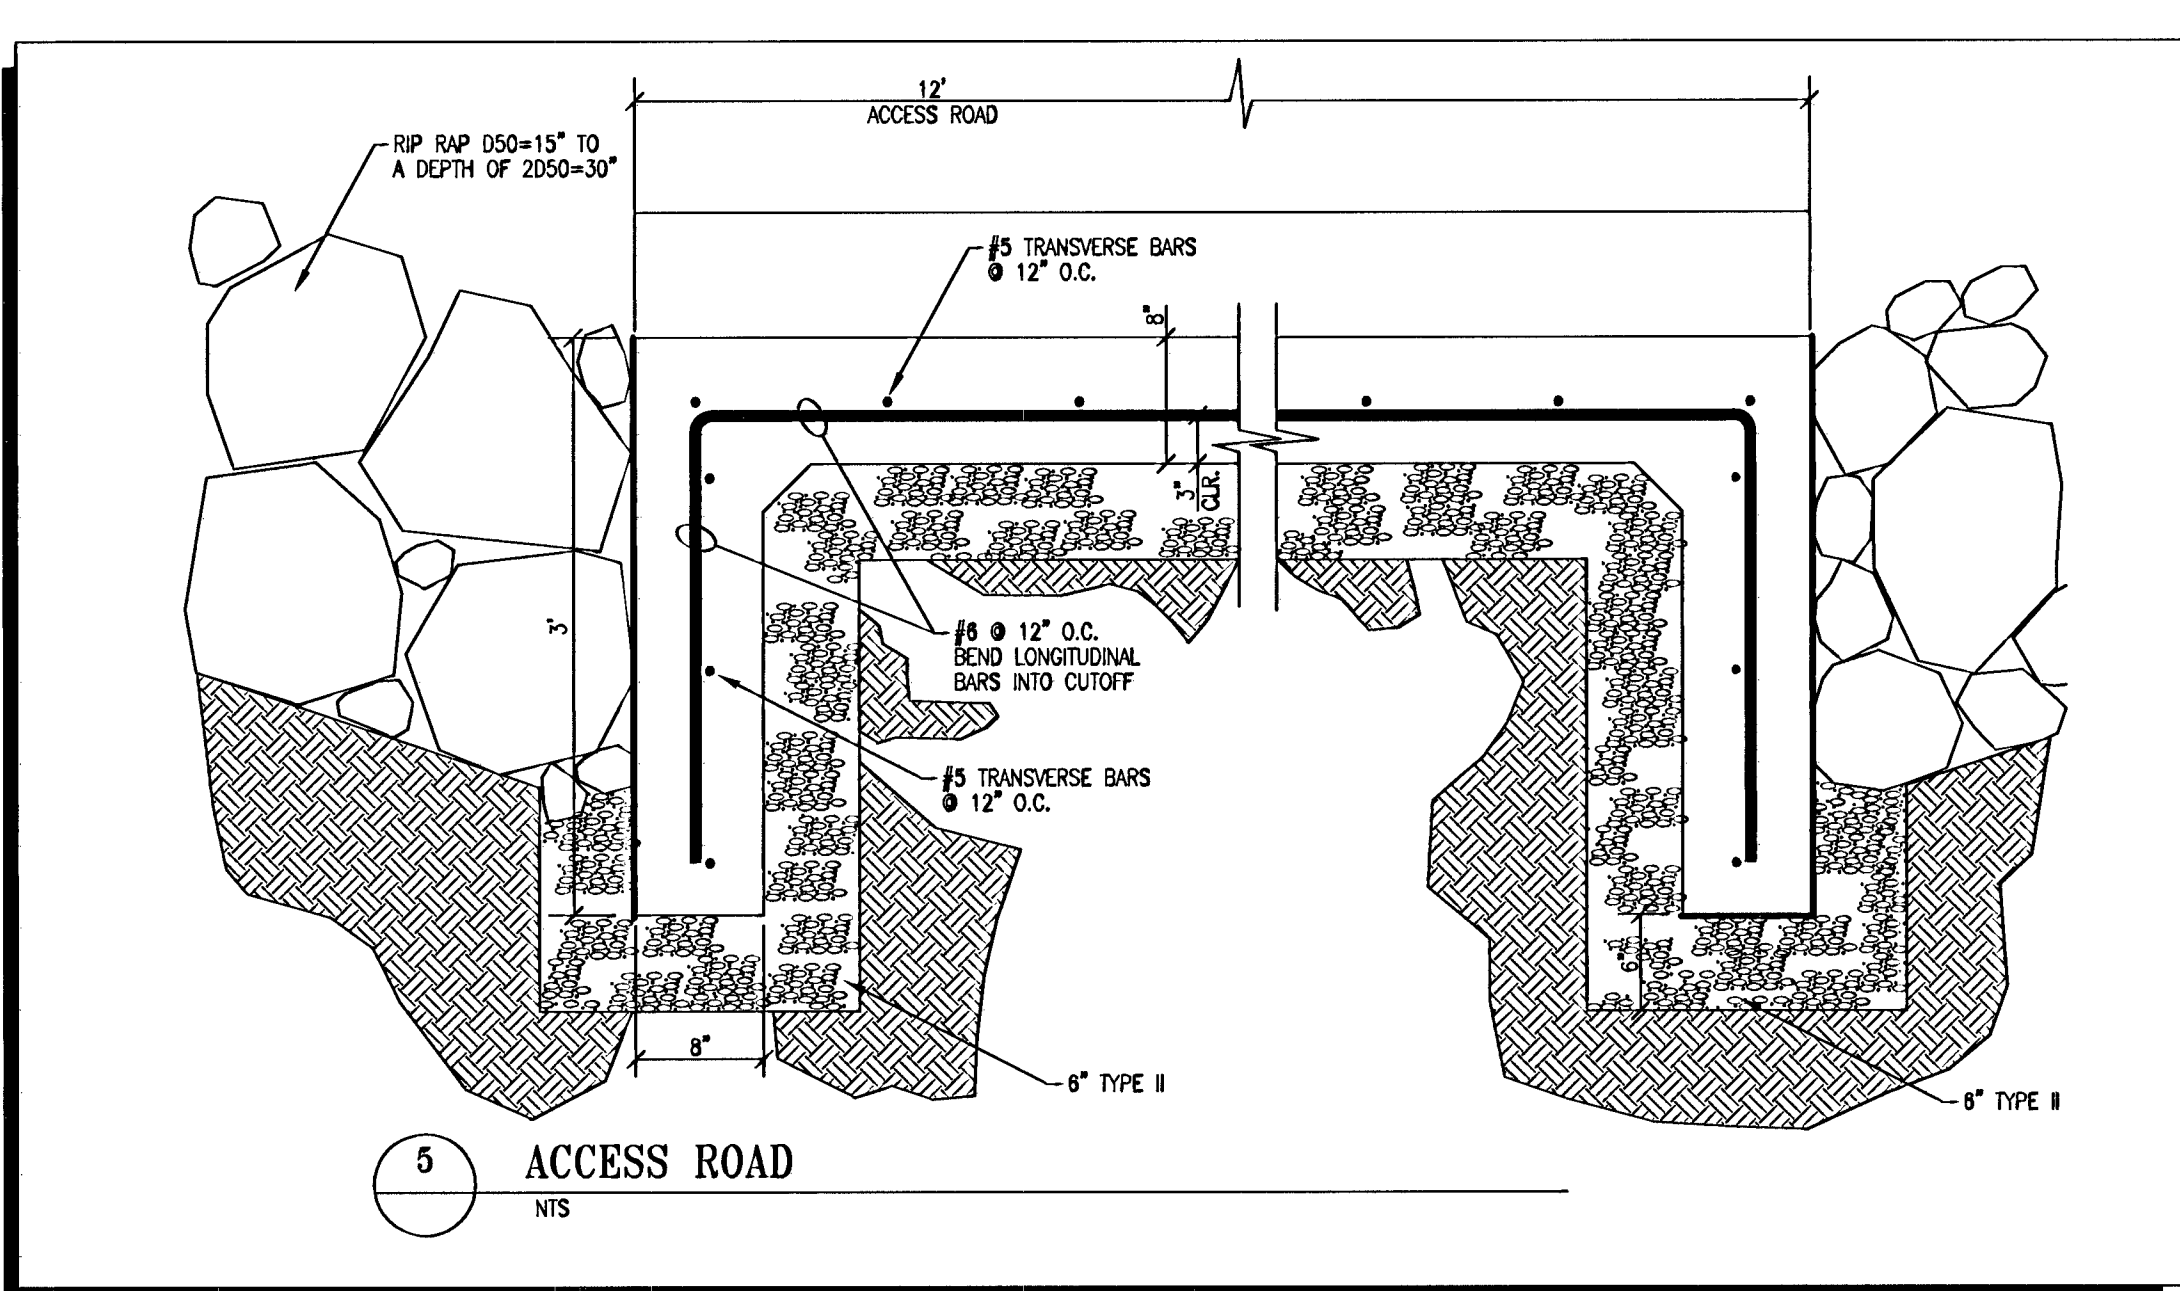 12'
ACCESS ROAD
RIP RAP D50=15" TO
A DEPTH OF 2D50=30"
#5 TRANSVERSE BARS
@ 12" O.C.
8"
3"
CLR.
3'
#6 @ 12" O.C.
BEND LONGITUDINAL
BARS INTO CUTOFF
#5 TRANSVERSE BARS
@ 12" O.C.
6"
8"
6" TYPE II
6" TYPE II
5
ACCESS ROAD
NTS